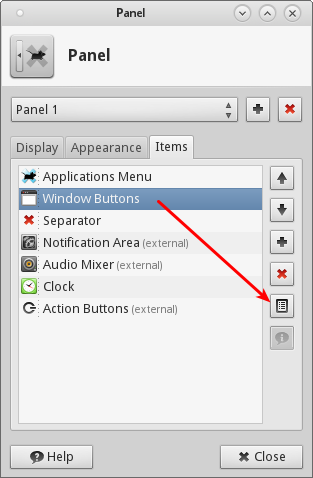 Panel
Panel
Panel 1
Display Appearance Items
Applications Menu
Window Buttons
Separator
Notification Area (external)
Audio Mixer (external)
Clock
Action Buttons (external)
Help Close